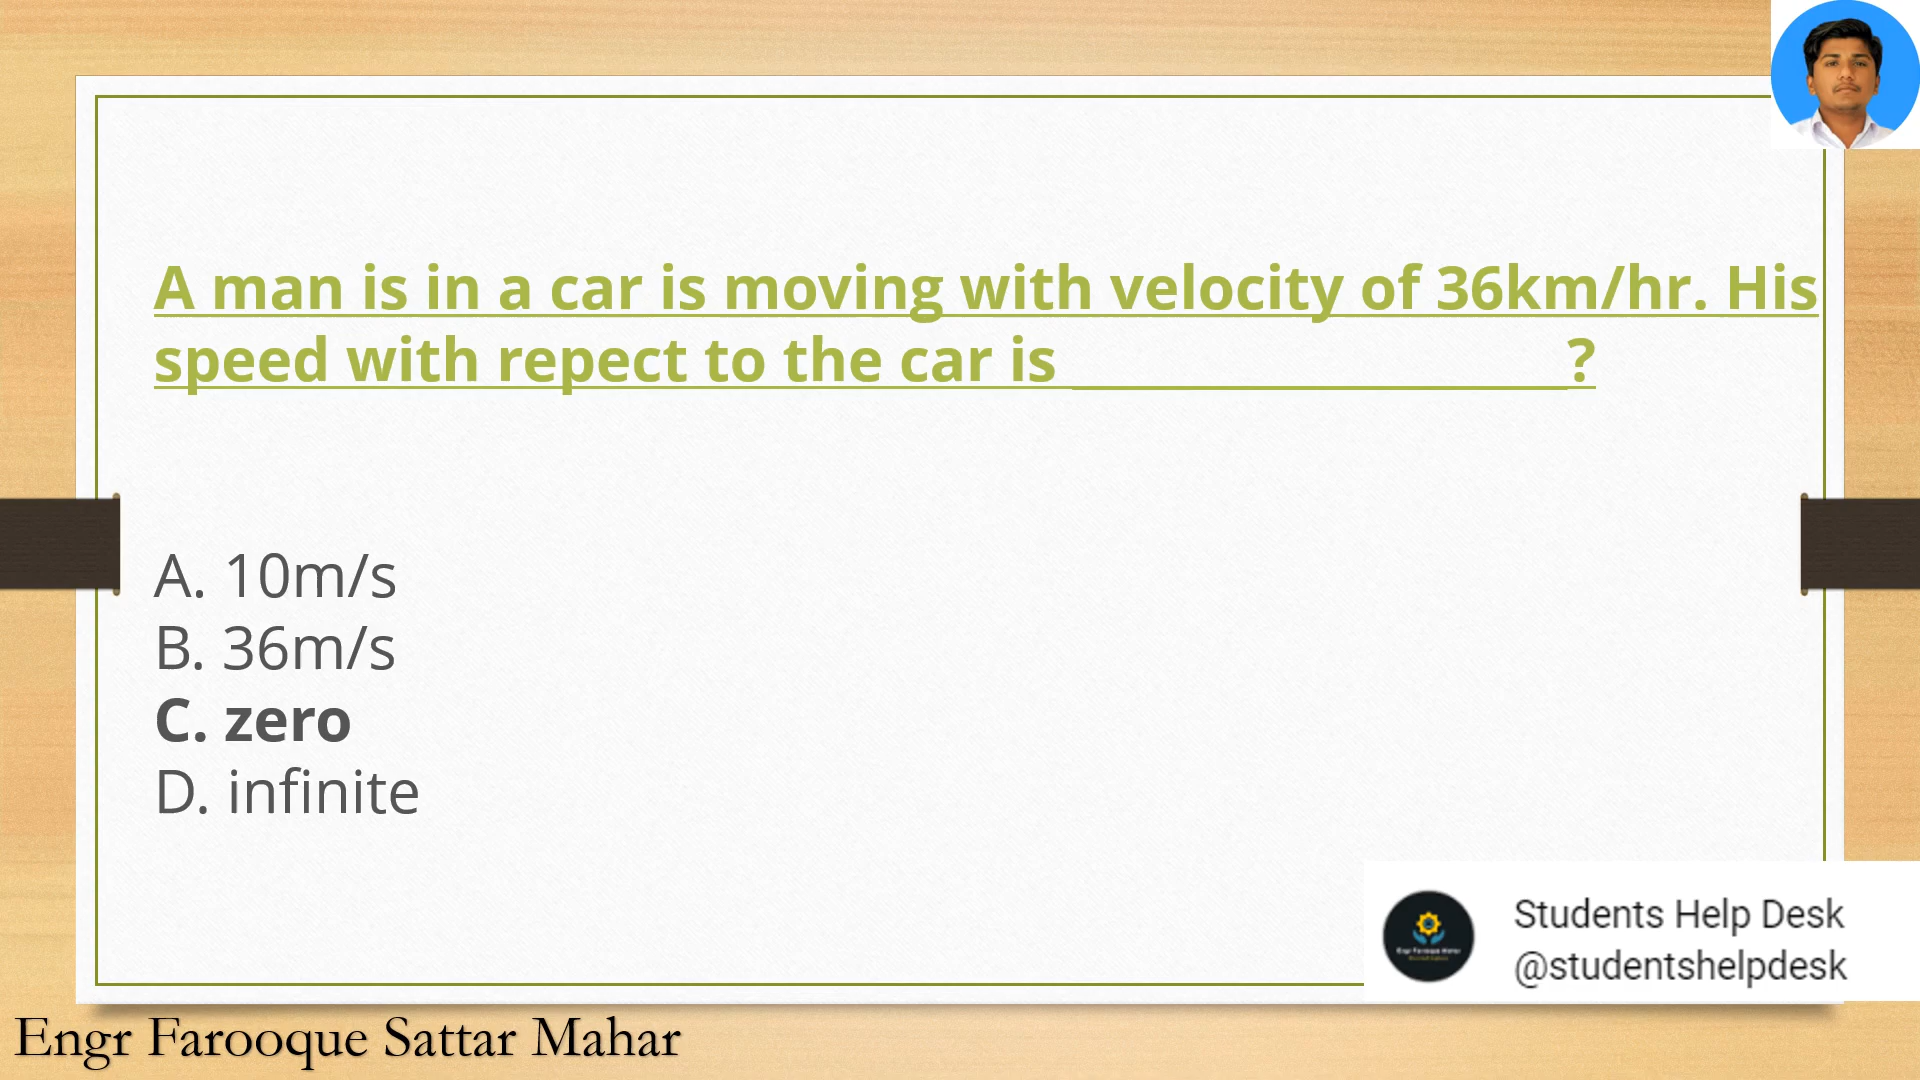 A man is in a car is moving with velocity of 36km/hr. His
speed with repect to the car is ________________?
A. 10m/s
B. 36m/s
C. zero
D. infinite
Students Help Desk
@studentshelpdesk
Engr Farooque Sattar Mahar